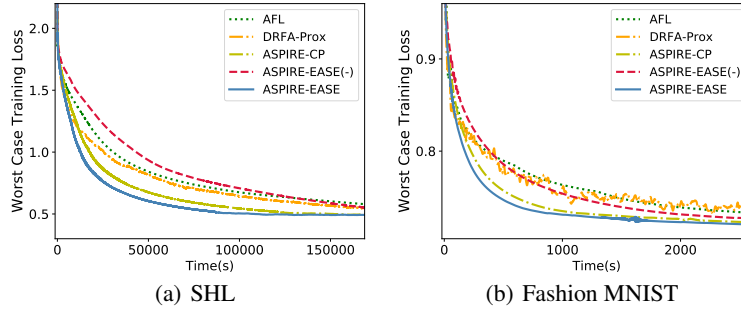 AFL
DRFA-Prox
ASPIRE-CP
ASPIRE-EASE(-)
ASPIRE-EASE
Worst Case Training Loss
2.0
1.5
1.0
0.5
0
50000
100000
150000
Time(s)
(a) SHL
AFL
DRFA-Prox
ASPIRE-CP
ASPIRE-EASE(-)
ASPIRE-EASE
Worst Case Training Loss
0.9
0.8
0
1000
2000
Time(s)
(b) Fashion MNIST